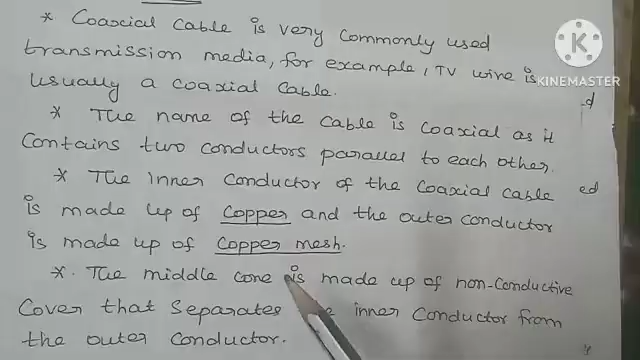 * Coaxial cable is very commonly used
transmission media, for example, TV wire is
usually a coaxial cable.
* The name of the cable is coaxial as it
contains two conductors parallel to each other.
* The inner conductor of the coaxial cable
is made up of copper and the outer conductor
is made up of copper mesh.
*. The middle core is made up of non-conductive
cover that separates inner conductor from
the outer conductor.
KINEMASTER
ed